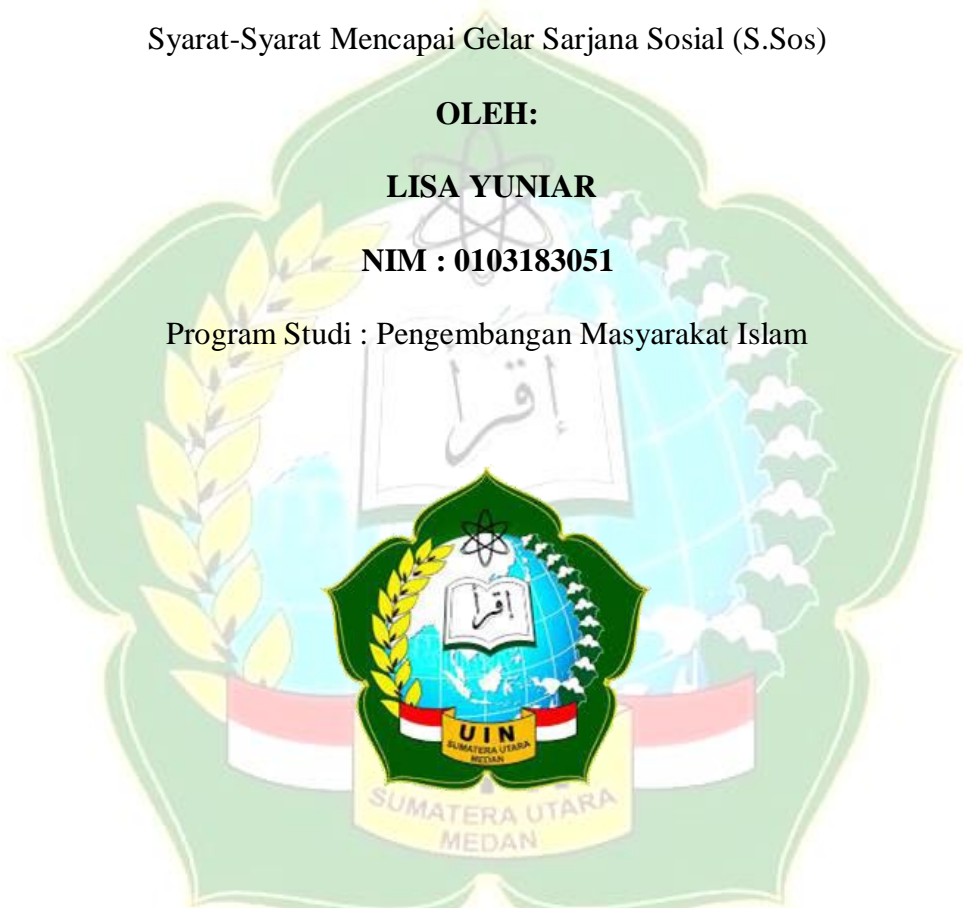 Syarat-Syarat Mencapai Gelar Sarjana Sosial (S.Sos)
OLEH:
LISA YUNIAR
NIM : 0103183051
Program Studi : Pengembangan Masyarakat Islam
إقرأ
إقرأ
UIN
SUMATERA UTARA
MEDAN
SUMATERA UTARA
MEDAN